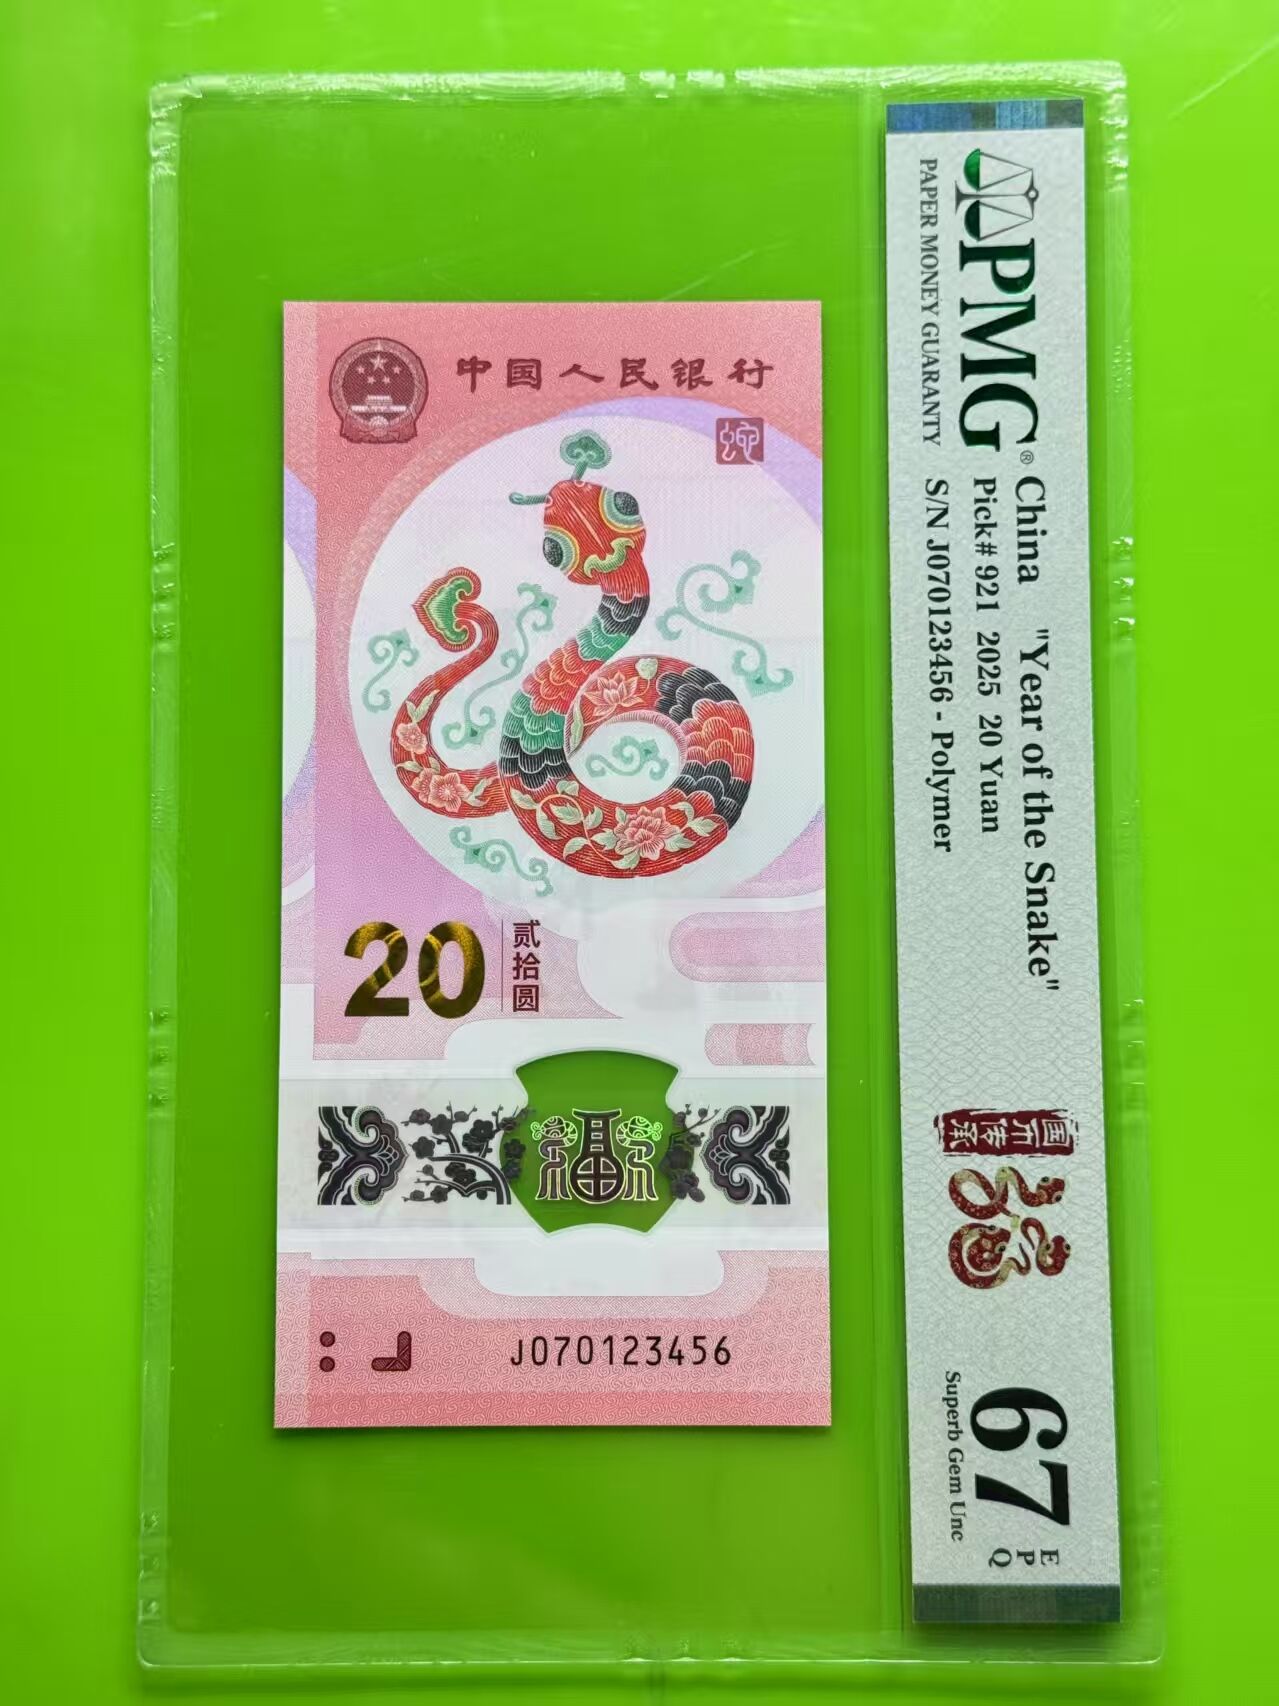 中国人民银行
蛇
20
贰拾圆
福
J070123456
PMG®
PAPER MONEY GUARANTY
China "Year of the Snake"
Pick# 921 2025 20 Yuan
S/N J070123456 - Polymer
国币传承
67
EPQ
Superb Gem Unc